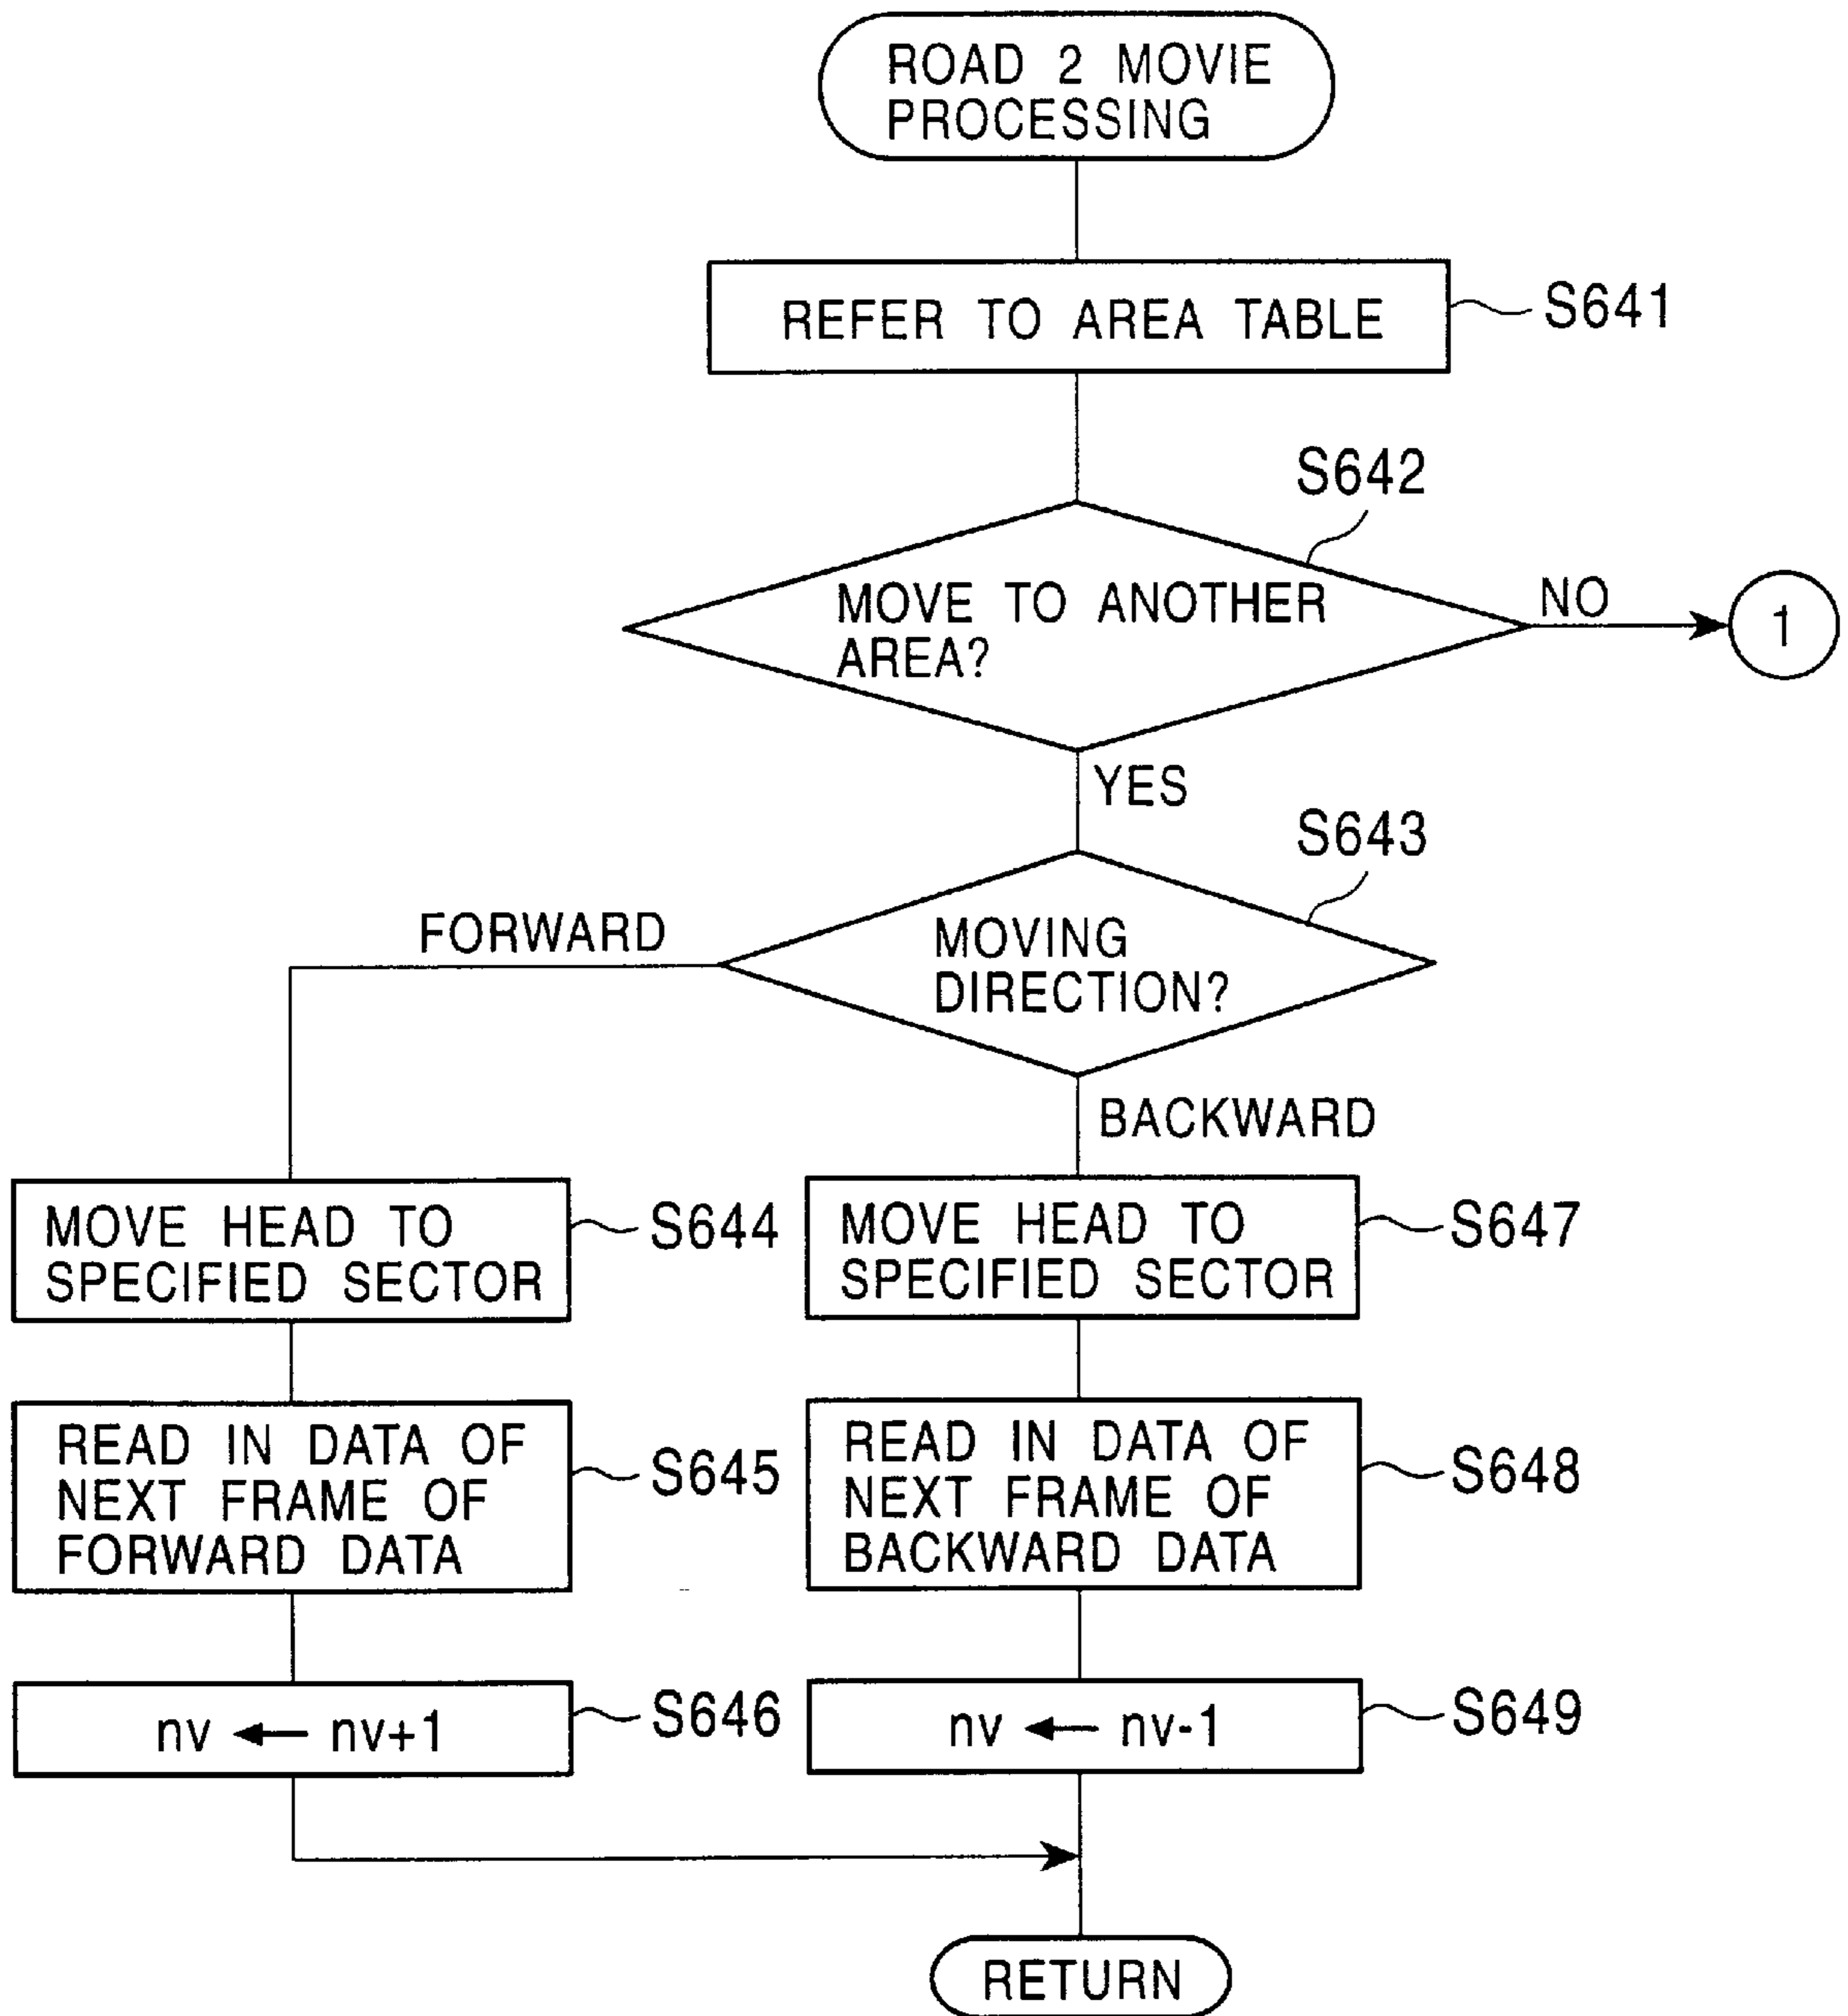 ROAD 2 MOVIE
PROCESSING
REFER TO AREA TABLE
S641
S642
MOVE TO ANOTHER
AREA?
NO
1
YES
S643
FORWARD
MOVING
DIRECTION?
BACKWARD
MOVE HEAD TO
SPECIFIED SECTOR
S644
MOVE HEAD TO
SPECIFIED SECTOR
S647
READ IN DATA OF
NEXT FRAME OF
FORWARD DATA
S645
READ IN DATA OF
NEXT FRAME OF
BACKWARD DATA
S648
nv ← nv+1
S646
nv ← nv-1
S649
RETURN